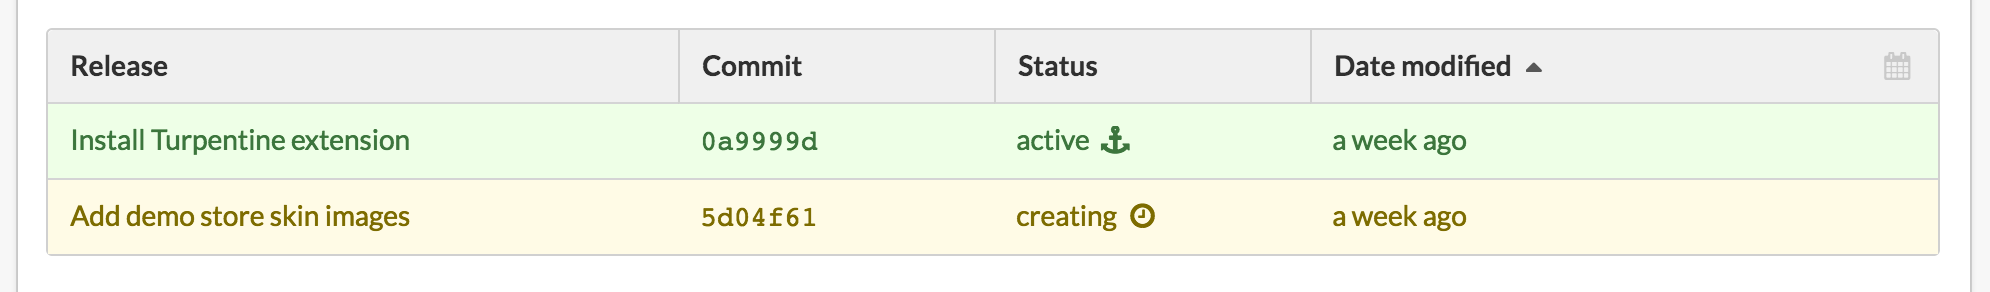 Release Commit Status Date modified
Install Turpentine extension 0a9999d active a week ago
Add demo store skin images 5d04f61 creating a week ago